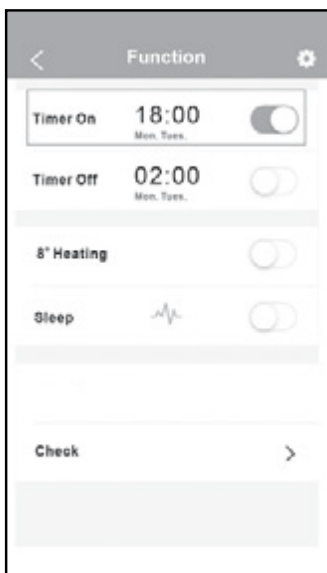 Function
Timer On 18:00
Mon. Tues.
Timer Off 02:00
Mon. Tues.
8° Heating
Sleep
Check